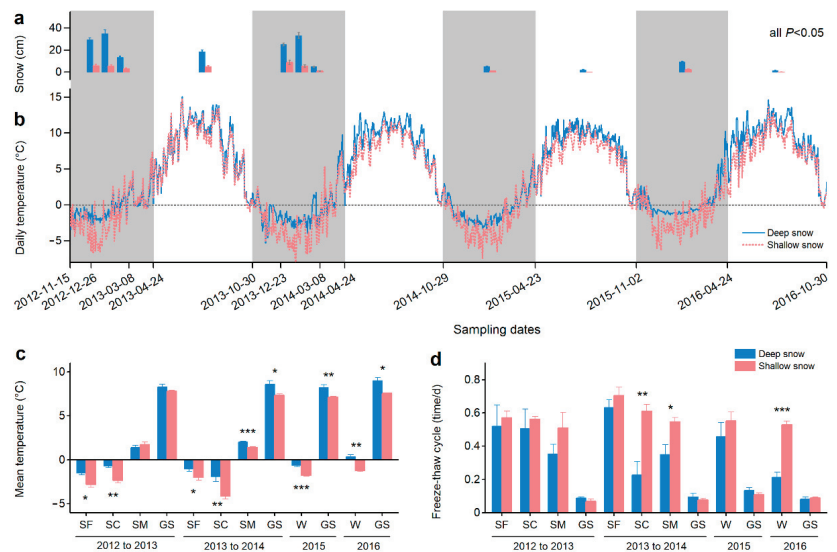 a
all P<0.05
Snow (cm)
50
40
30
20
10
0
b
Daily temperature (°C)
15
10
5
0
−5
Deep snow
Shallow snow
2012-11-15
2012-12-26
2013-03-08
2013-04-24
2013-10-30
2013-12-23
2014-03-08
2014-04-24
2014-10-29
2015-04-23
2015-11-02
2016-04-24
2016-10-30
Sampling dates
c
Mean temperature (°C)
10
5
0
−5
* ** *** * ** * * ** *** **
SF SC SM GS SF SC SM GS W GS W GS
2012 to 2013 2013 to 2014 2015 2016
d
Deep snow
Shallow snow
Freeze-thaw cycle (time/d)
0.8
0.6
0.4
0.2
0
** * ***
SF SC SM GS SF SC SM GS W GS W GS
2012 to 2013 2013 to 2014 2015 2016